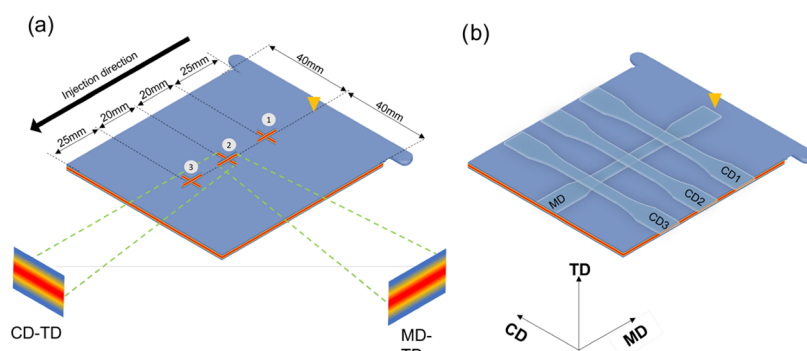 (a)
(b)
Injection direction
25mm
20mm
20mm
25mm
40mm
40mm
1
2
3
CD-TD
MD-
MD
CD1
CD2
CD3
TD
CD
MD